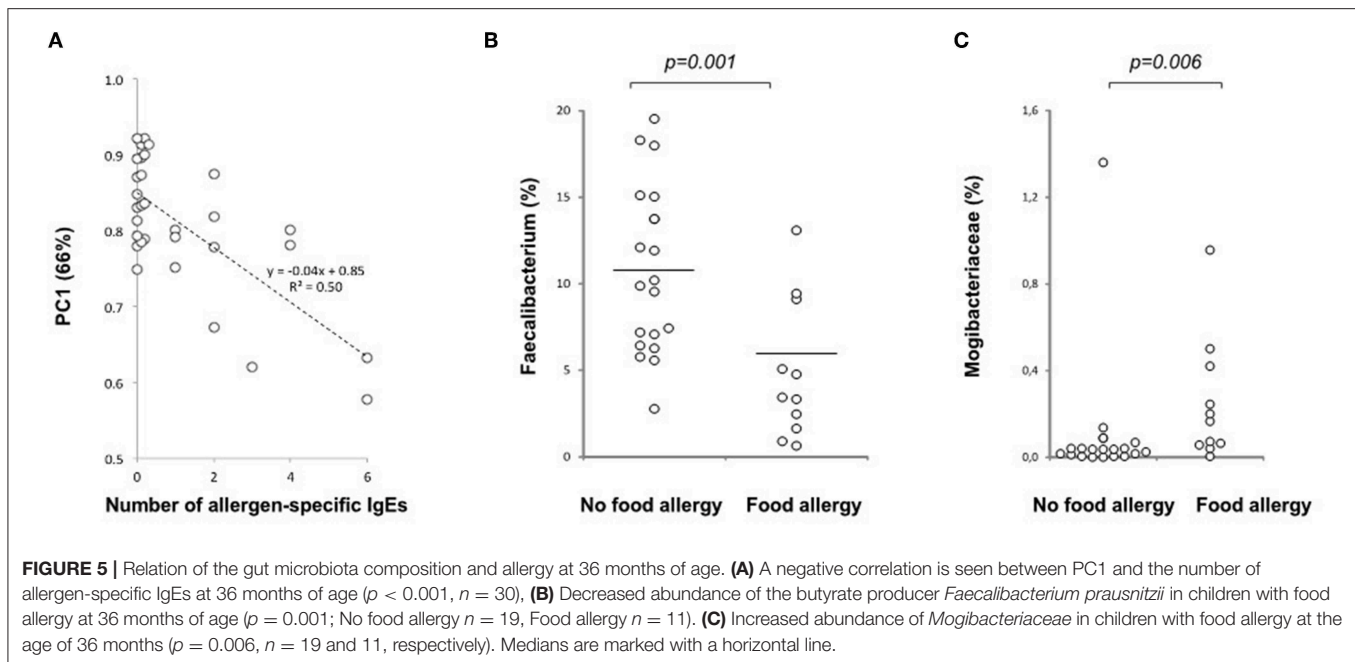 A
PC1 (66%)
1.0
0.9
0.8
0.7
0.6
0.5
y = -0.04x + 0.85
R² = 0.50
0 2 4 6
Number of allergen-specific IgEs
B
p=0.001
Faecalibacterium (%)
20
15
10
5
0
No food allergy Food allergy
C
p=0.006
Mogibacteriaceae (%)
1,6
1,2
0,8
0,4
0,0
No food allergy Food allergy
FIGURE 5 | Relation of the gut microbiota composition and allergy at 36 months of age. (A) A negative correlation is seen between PC1 and the number of
allergen-specific IgEs at 36 months of age (p < 0.001, n = 30), (B) Decreased abundance of the butyrate producer Faecalibacterium prausnitzii in children with food
allergy at 36 months of age (p = 0.001; No food allergy n = 19, Food allergy n = 11). (C) Increased abundance of Mogibacteriaceae in children with food allergy at the
age of 36 months (p = 0.006, n = 19 and 11, respectively). Medians are marked with a horizontal line.